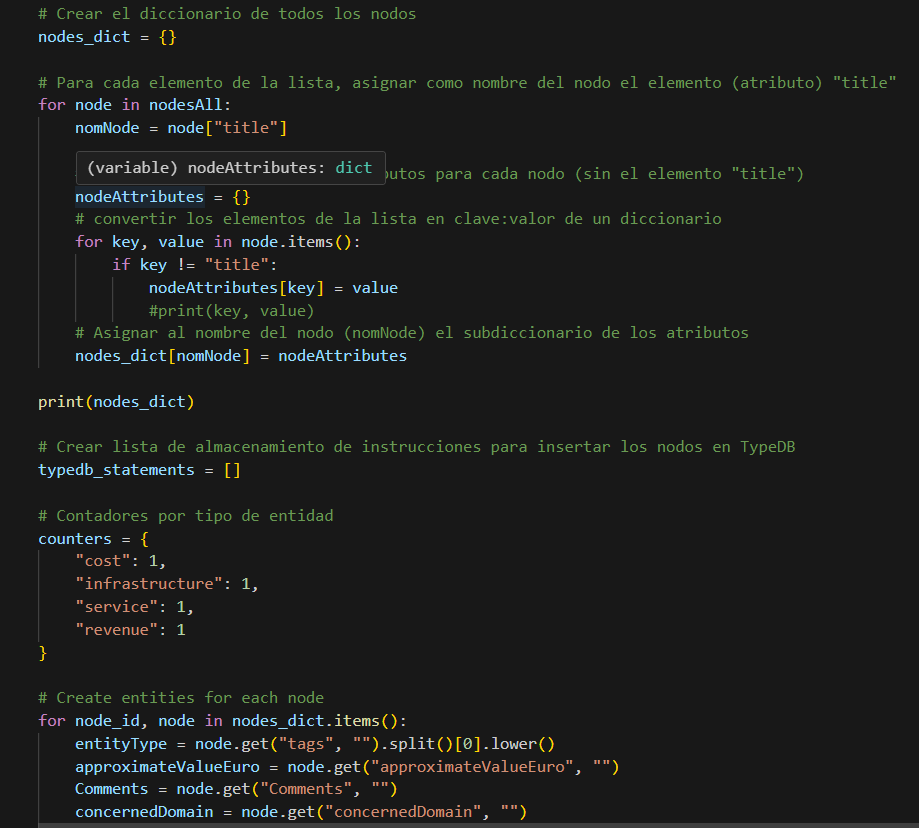 # Crear el diccionario de todos los nodos
nodes_dict = {}
# Para cada elemento de la lista, asignar como nombre del nodo el elemento (atributo) "title"
for node in nodesAll:
    nomNode = node["title"]
(variable) nodeAttributes: dict
para cada nodo (sin el elemento "title")
    nodeAttributes = {}
    # convertir los elementos de la lista en clave:valor de un diccionario
    for key, value in node.items():
        if key != "title":
            nodeAttributes[key] = value
            #print(key, value)
    # Asignar al nombre del nodo (nomNode) el subdiccionario de los atributos
    nodes_dict[nomNode] = nodeAttributes
print(nodes_dict)
# Crear lista de almacenamiento de instrucciones para insertar los nodos en TypeDB
typedb_statements = []
# Contadores por tipo de entidad
counters = {
    "cost": 1,
    "infrastructure": 1,
    "service": 1,
    "revenue": 1
}
# Create entities for each node
for node_id, node in nodes_dict.items():
    entityType = node.get("tags", "").split()[0].lower()
    approximateValueEuro = node.get("approximateValueEuro", "")
    Comments = node.get("Comments", "")
    concernedDomain = node.get("concernedDomain", "")